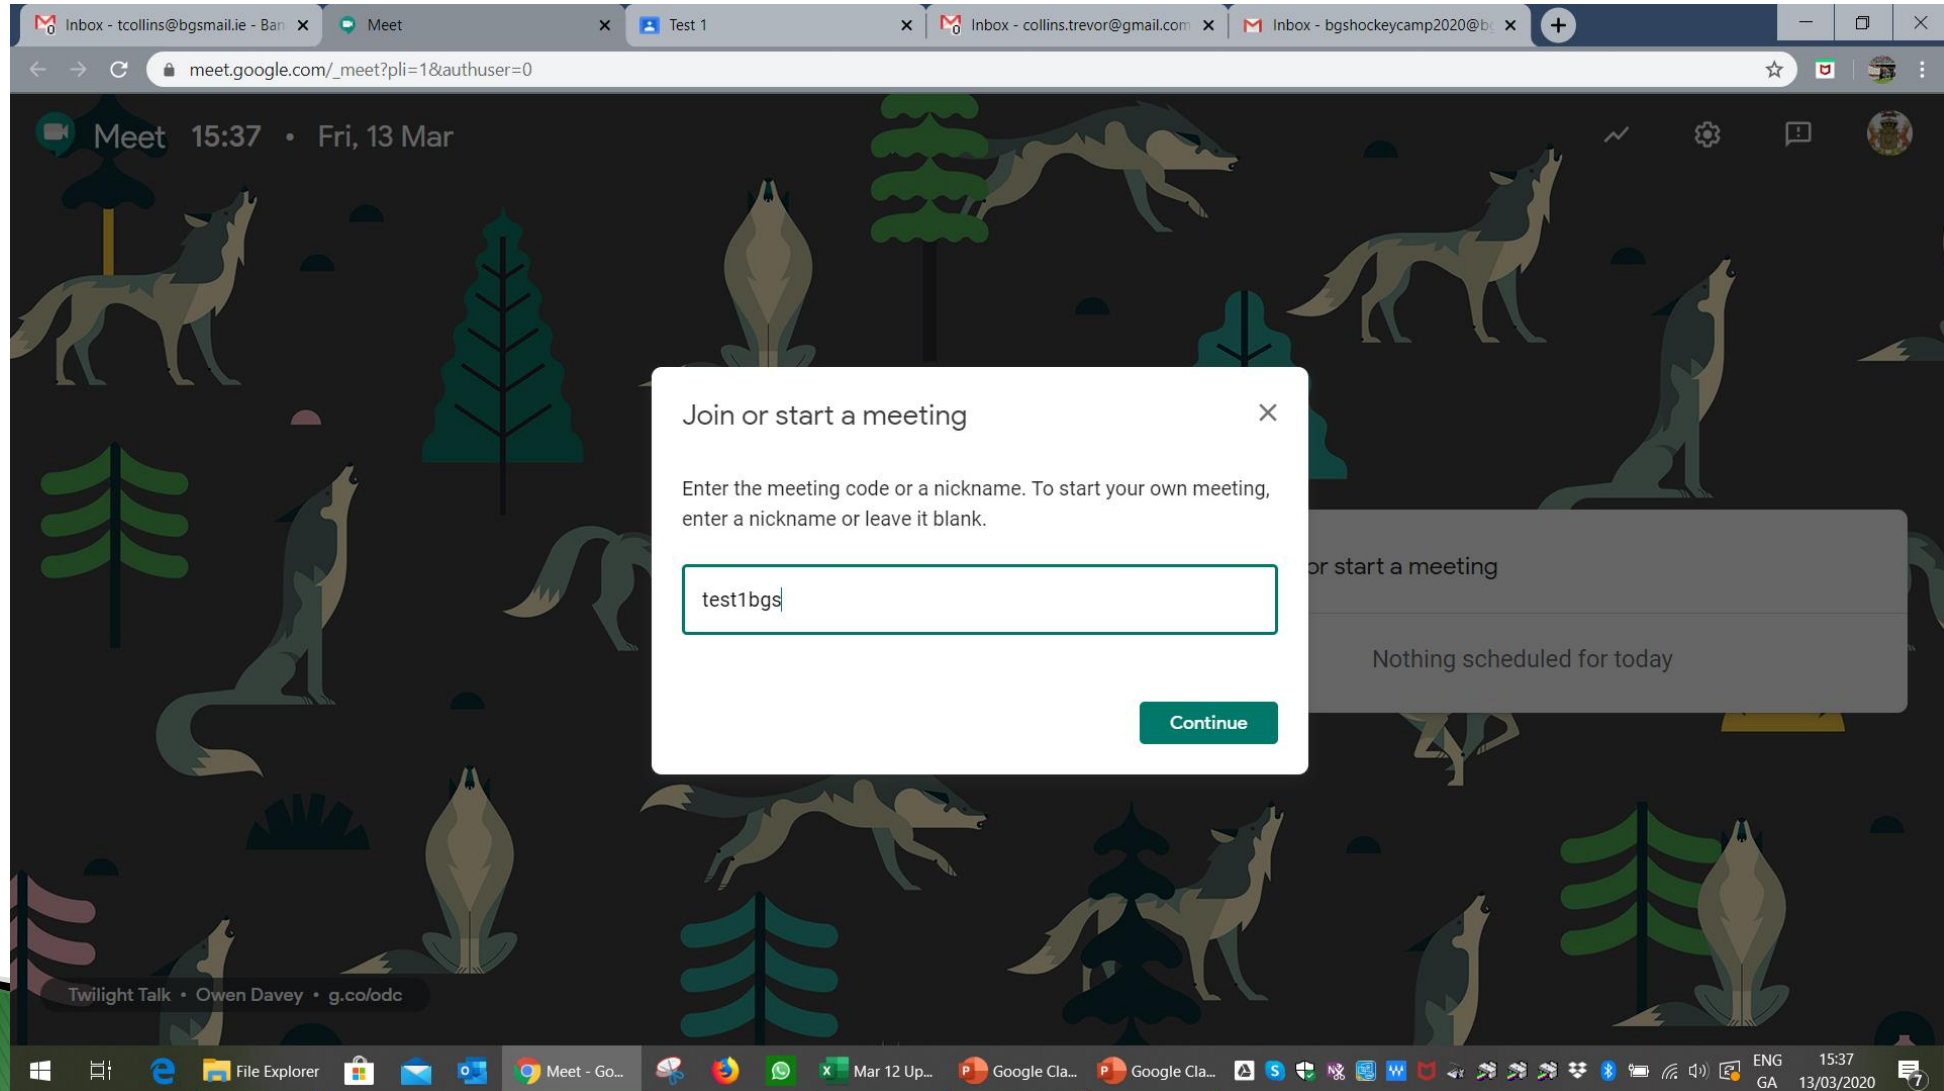 Inbox - tcollins@bgsmail.ie - Ban
Meet
Test 1
Inbox - collins.trevor@gmail.com
Inbox - bgshockeycamp2020@b
meet.google.com/_meet?pli=1&authuser=0
Meet 15:37 • Fri, 13 Mar
Join or start a meeting
Enter the meeting code or a nickname. To start your own meeting,
enter a nickname or leave it blank.
or start a meeting
test1bgs
Nothing scheduled for today
Continue
Twilight Talk • Owen Davey • g.co/odc
File Explorer
Meet - Go...
Mar 12 Up...
Google Cla...
Google Cla...
ENG
GA
15:37
13/03/2020
7